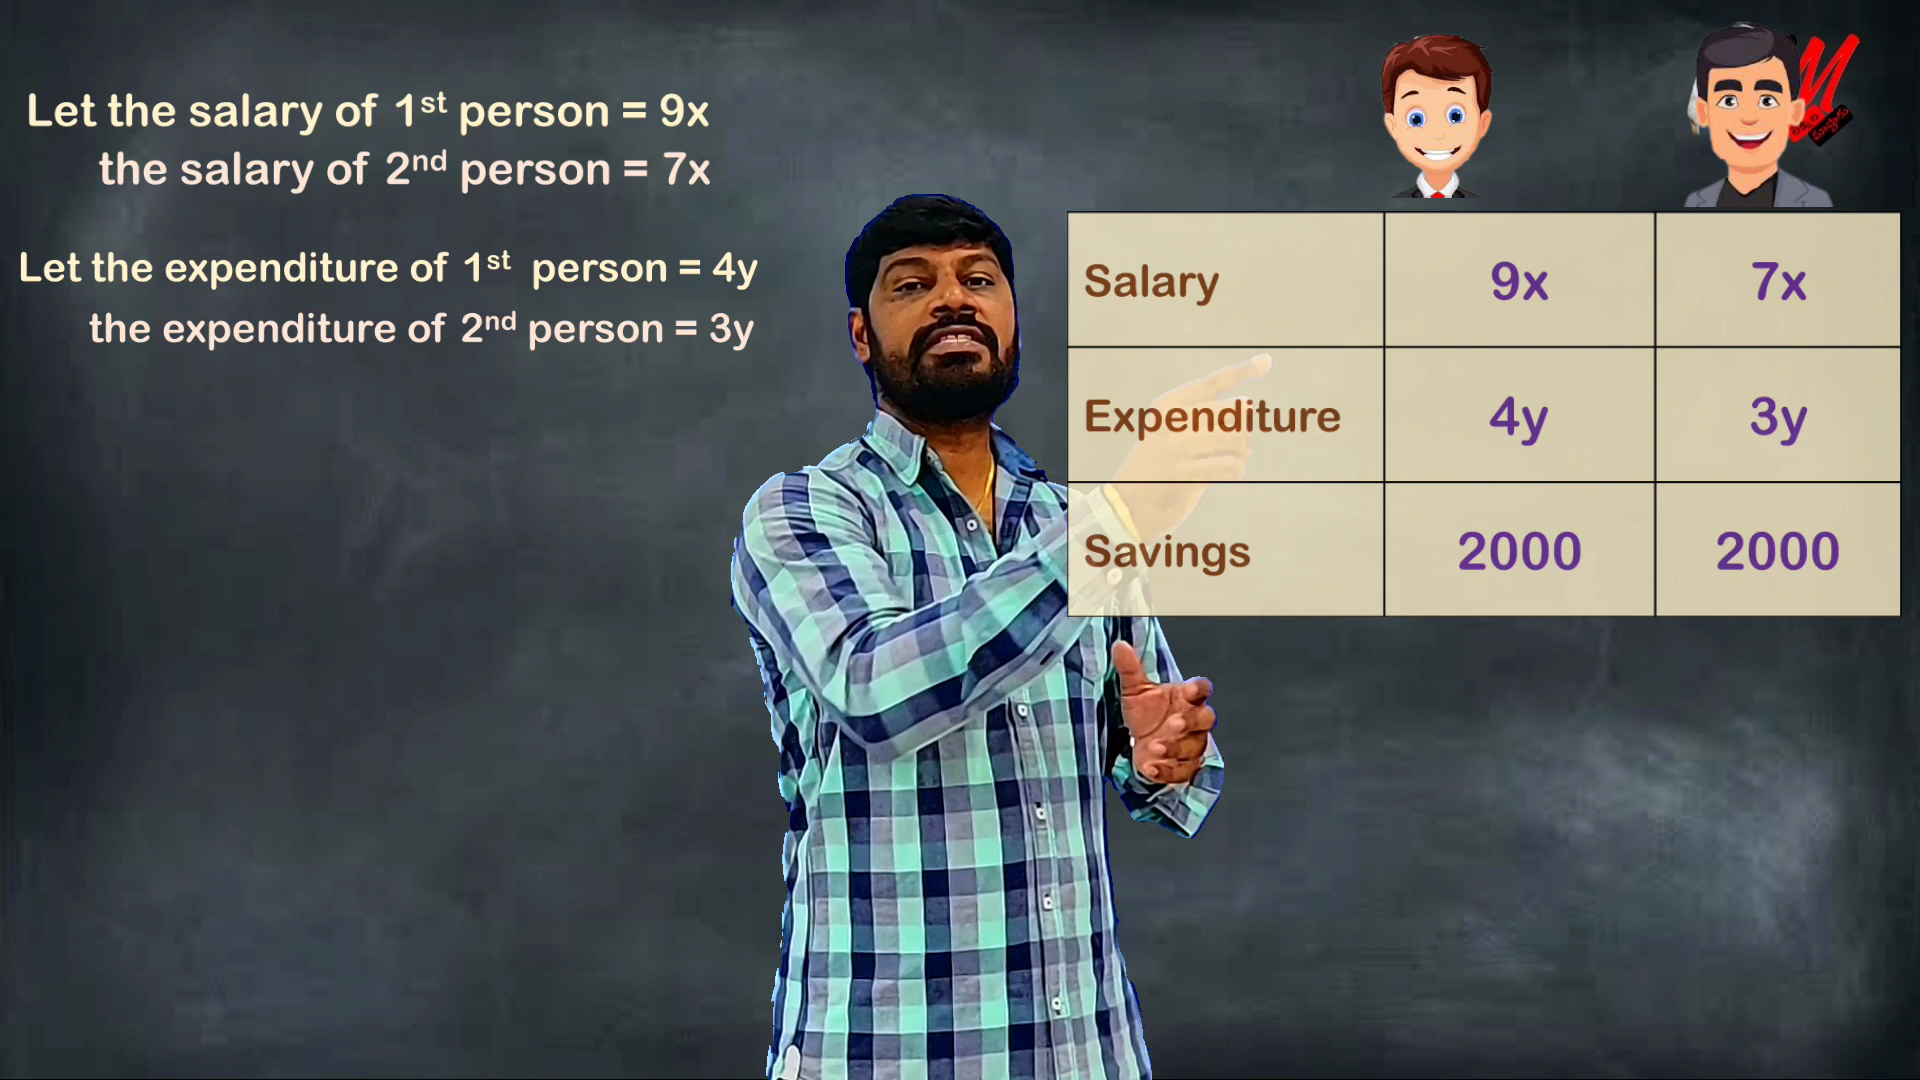 Let the salary of 1st person = 9x
the salary of 2nd person = 7x
Let the expenditure of 1st person = 4y
the expenditure of 2nd person = 3y
M
Salary 9x 7x
Expenditure 4y 3y
Savings 2000 2000